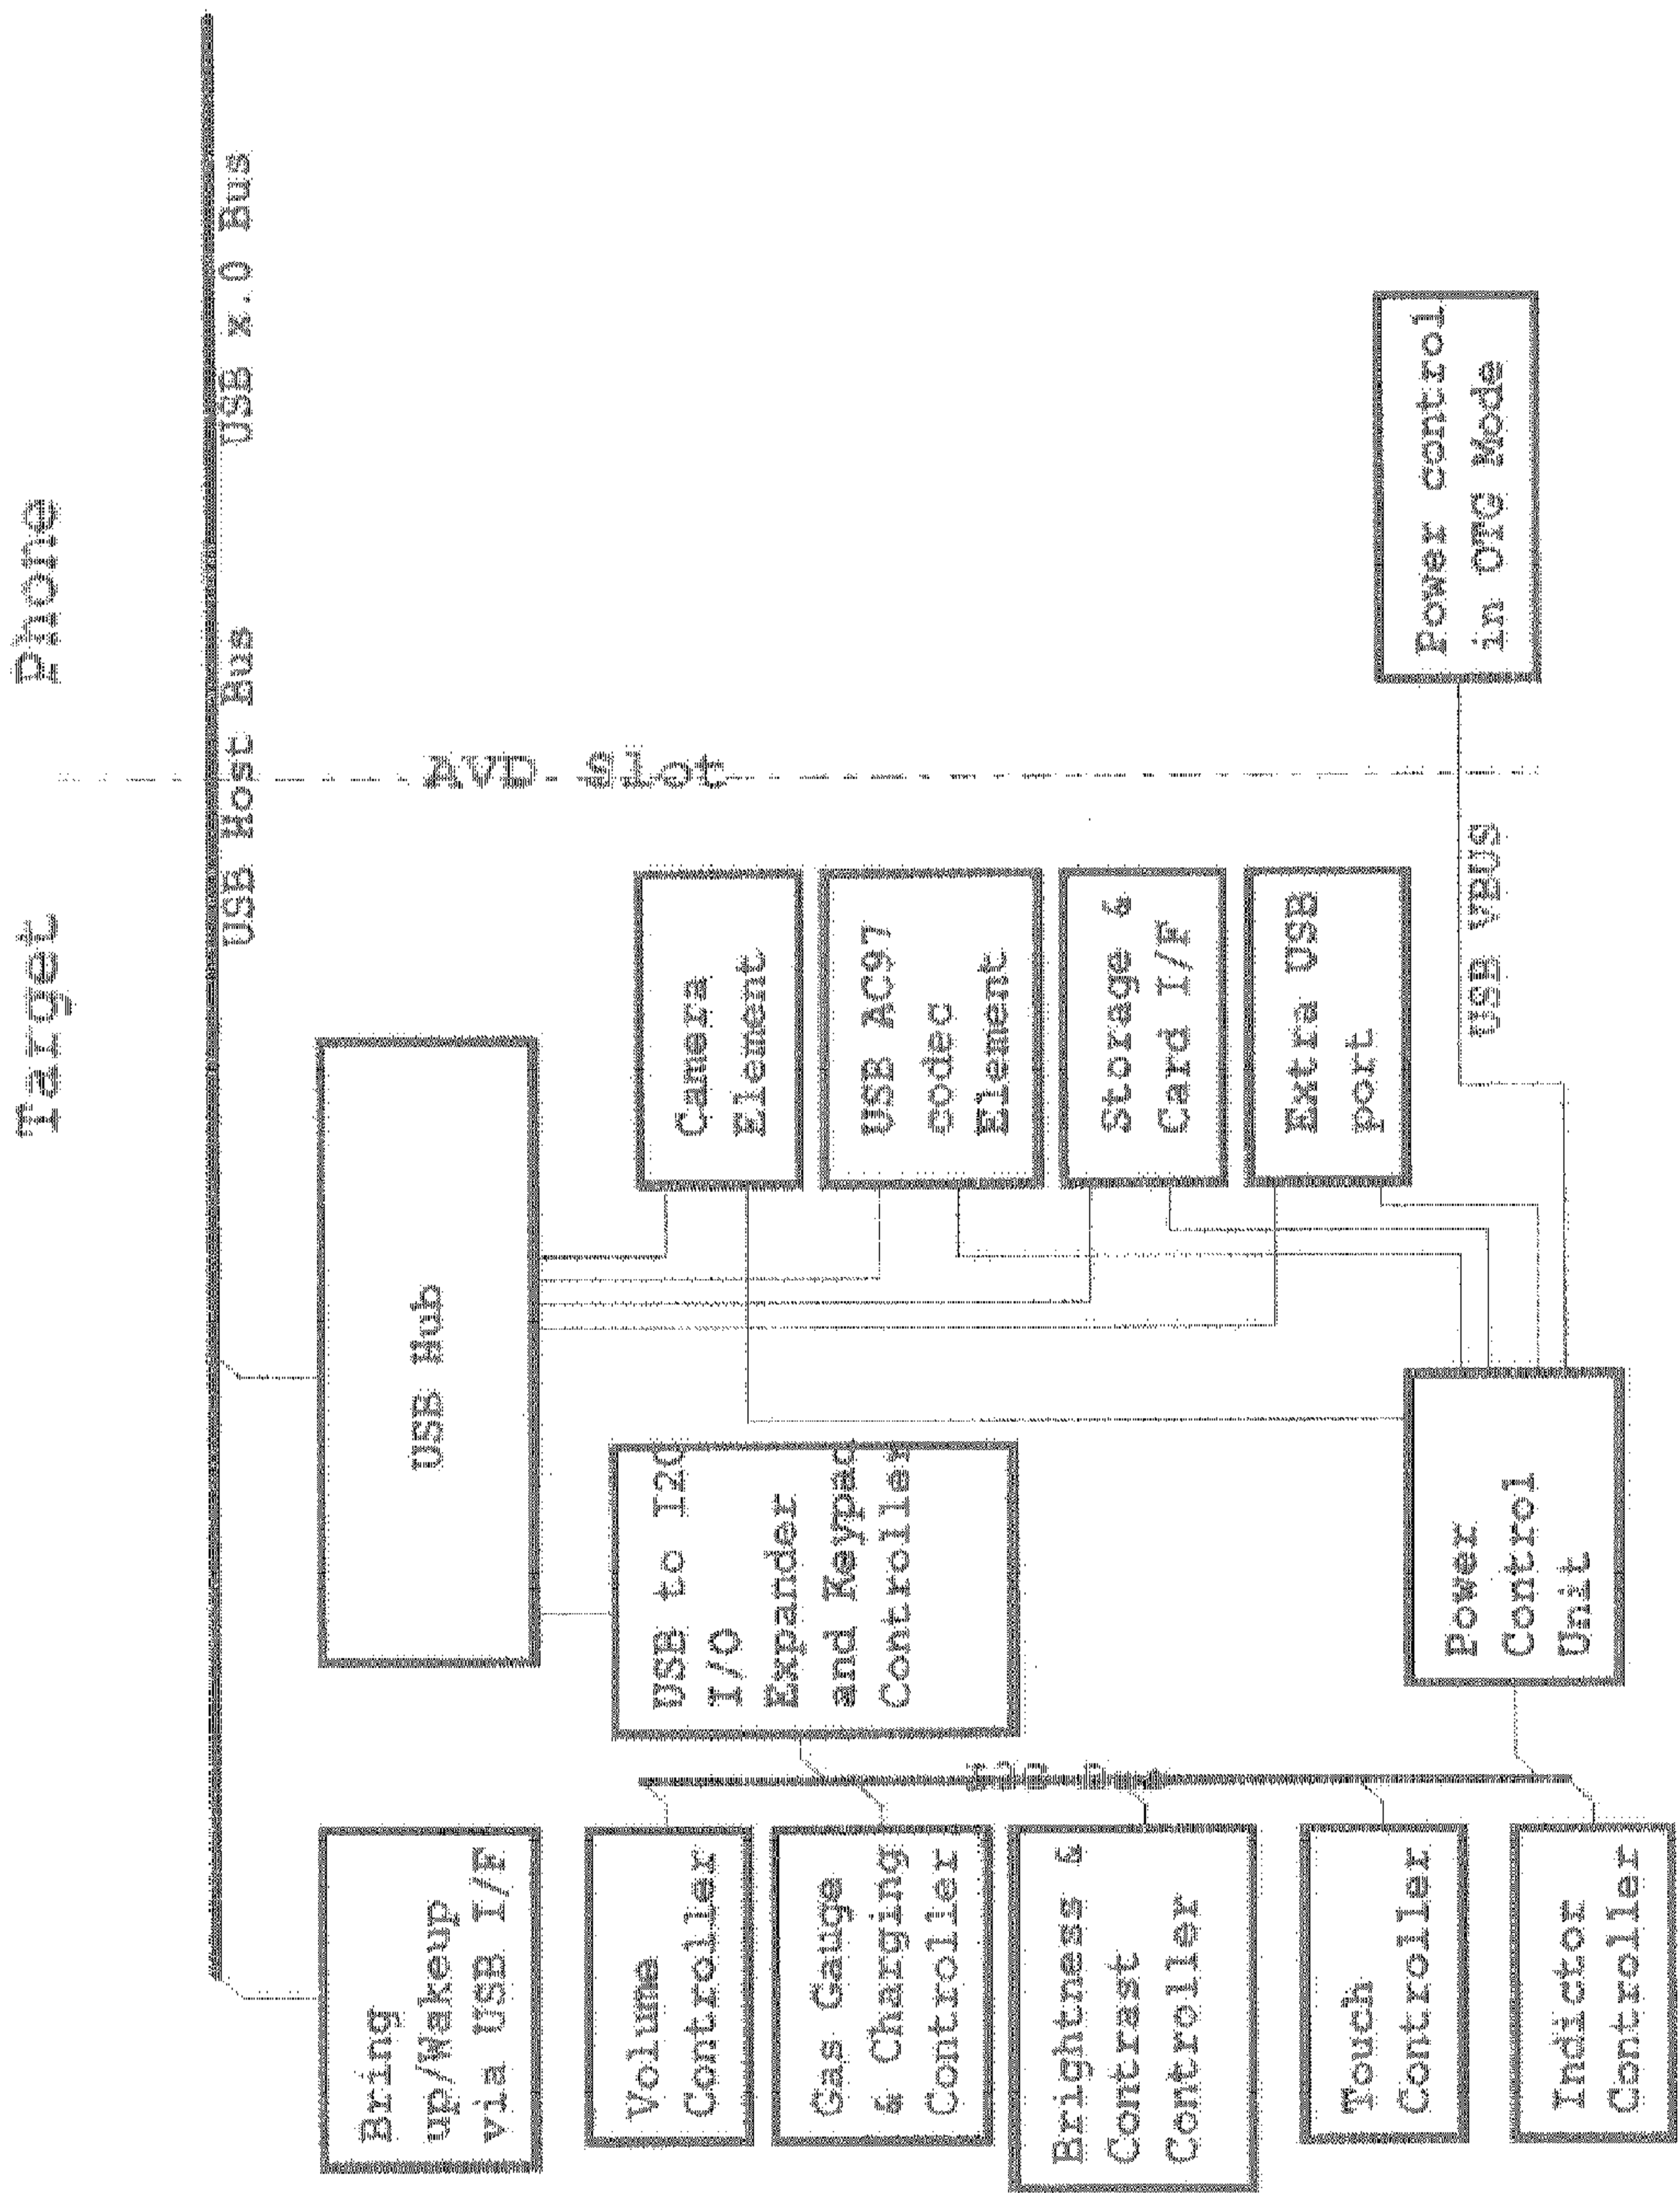 Target
Phone
USB Host Bus
USB x.0 Bus
AVD Slot
Bring
up/Wakeup
via USB I/F
USB Hub
Camera
Element
USB AC97
codec
Element
Storage &
Card I/F
Extra USB
port
USB to I2C
I/O
Expander
and Keypad
Controller
Volume
Controller
Gas Gauge
& Charging
Controller
Brightness &
Contrast
Controller
Touch
Controller
Indictor
Controller
Power
Control
Unit
USB VBUS
Power control
in OTG Mode